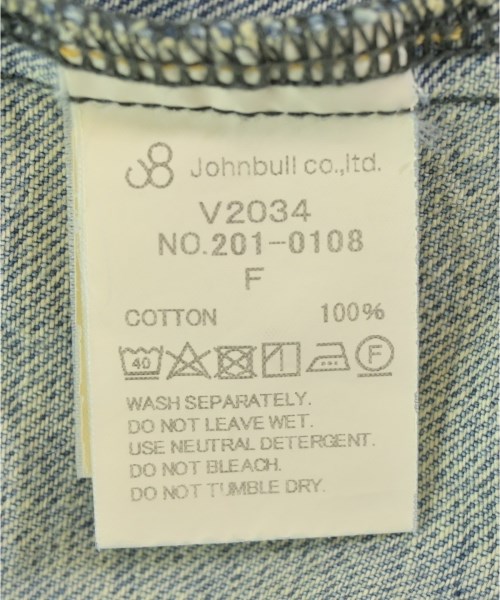 Johnbull co.,ltd.
V2034
NO.201-0108
F
COTTON 100%
40 F
WASH SEPARATELY.
DO NOT LEAVE WET.
USE NEUTRAL DETERGENT.
DO NOT BLEACH.
DO NOT TUMBLE DRY.